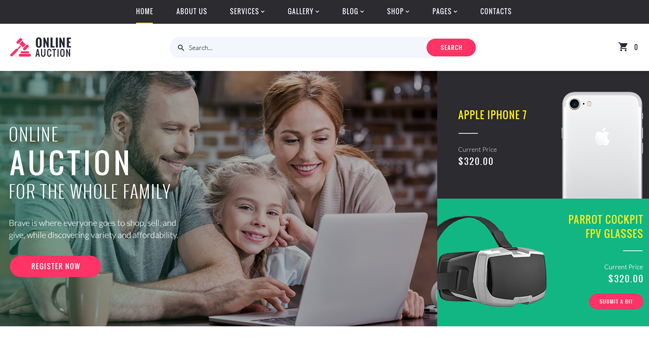 HOME ABOUT US SERVICES GALLERY BLOG SHOP PAGES CONTACTS
ONLINE
AUCTION
Search...
SEARCH
0
ONLINE
AUCTION
FOR THE WHOLE FAMILY
Brave is where everyone goes to shop, sell, and
give, while discovering variety and affordability.
REGISTER NOW
APPLE IPHONE 7
Current Price
$320.00
PARROT COCKPIT
FPV GLASSES
Current Price
$320.00
SUBMIT A BIT